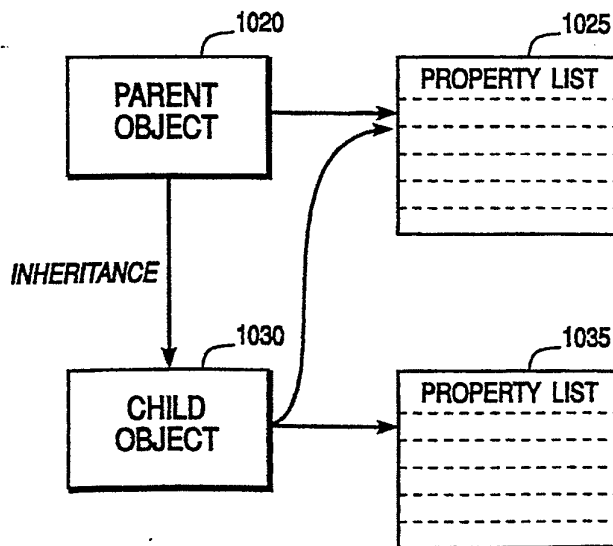 1020
PARENT
OBJECT
1025
PROPERTY LIST
INHERITANCE
1030
CHILD
OBJECT
1035
PROPERTY LIST